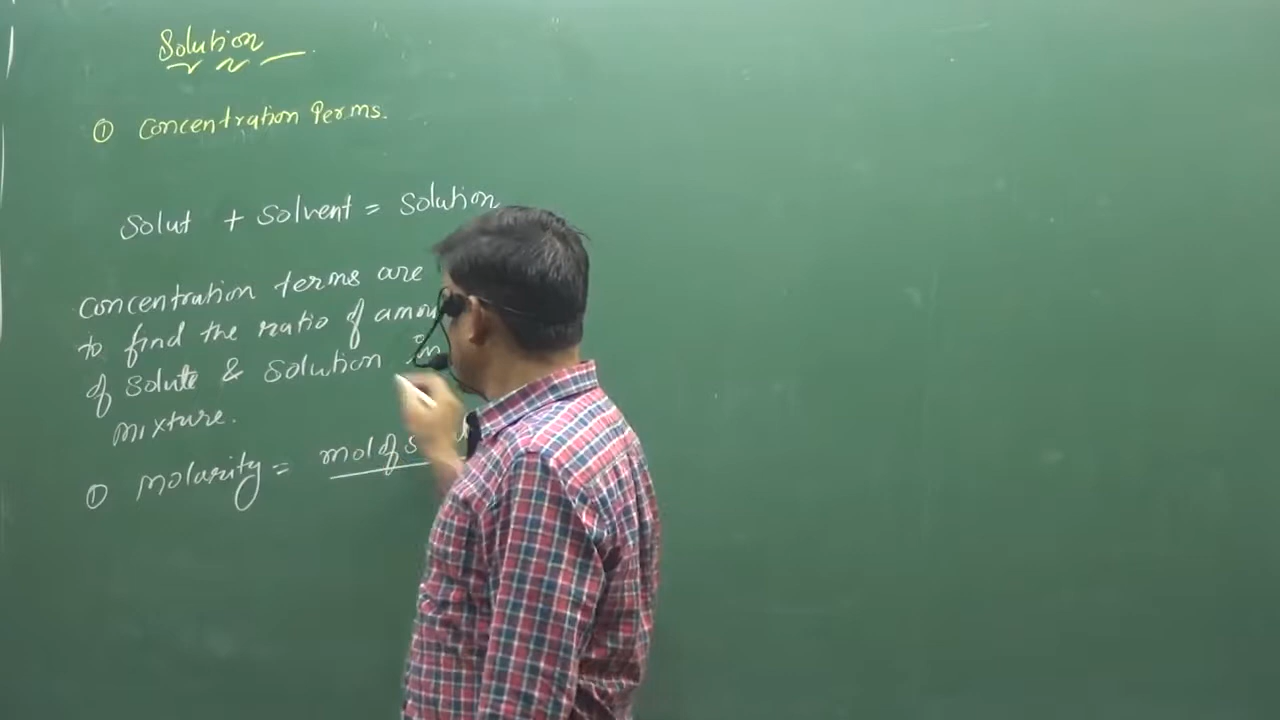 Solution
① Concentration Perms.
Solut + Solvent = Solution
Concentration terms are
to find the ratio of amou
of Solute & Solution in
mixture.
① Molarity = mol of s